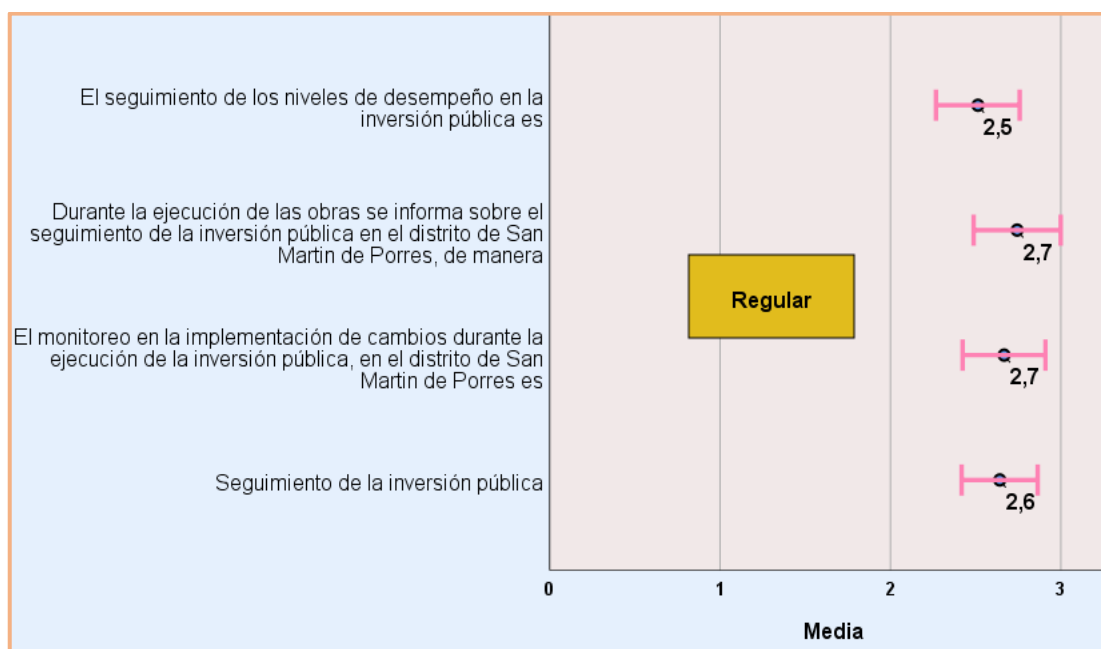 El seguimiento de los niveles de desempeño en la
inversión pública es
2,5
Durante la ejecución de las obras se informa sobre el
seguimiento de la inversión pública en el distrito de San
Martin de Porres, de manera
2,7
Regular
El monitoreo en la implementación de cambios durante la
ejecución de la inversión pública, en el distrito de San
Martin de Porres es
2,7
Seguimiento de la inversión pública
2,6
0 1 2 3
Media